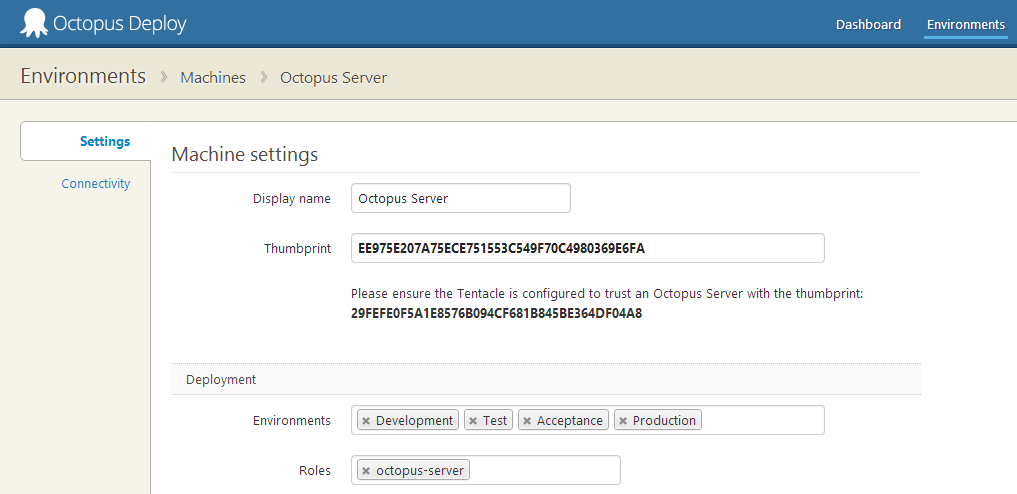 Octopus Deploy
Dashboard Environments
Environments Machines Octopus Server
Settings
Connectivity
Machine settings
Display name Octopus Server
Thumbprint EE975E207A75ECE751553C549F70C4980369E6FA
Please ensure the Tentacle is configured to trust an Octopus Server with the thumbprint:
29FEFE0F5A1E8576B094CF681B845BE364DF04A8
Deployment
Environments Development Test Acceptance Production
Roles octopus-server